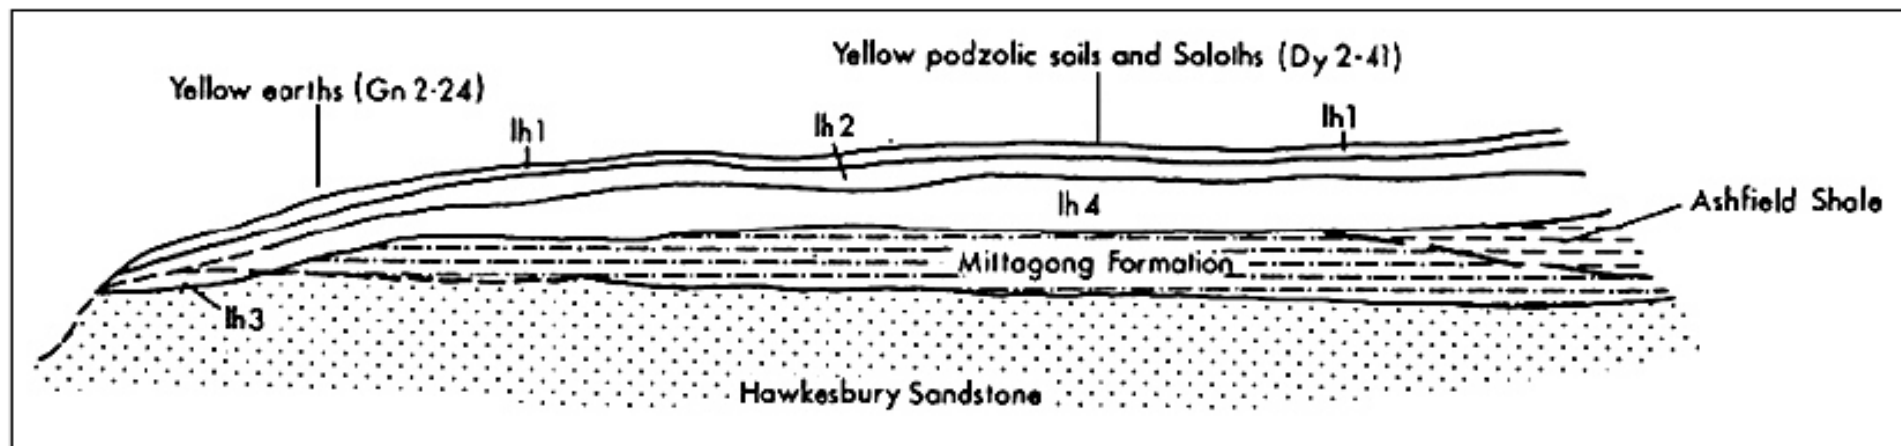 Yellow podzolic soils and Soloths (Dy 2·41)
Yellow earths (Gn 2·24)
lh1
lh2
lh1
lh4
Ashfield Shale
Mittagong Formation
lh3
Hawkesbury Sandstone